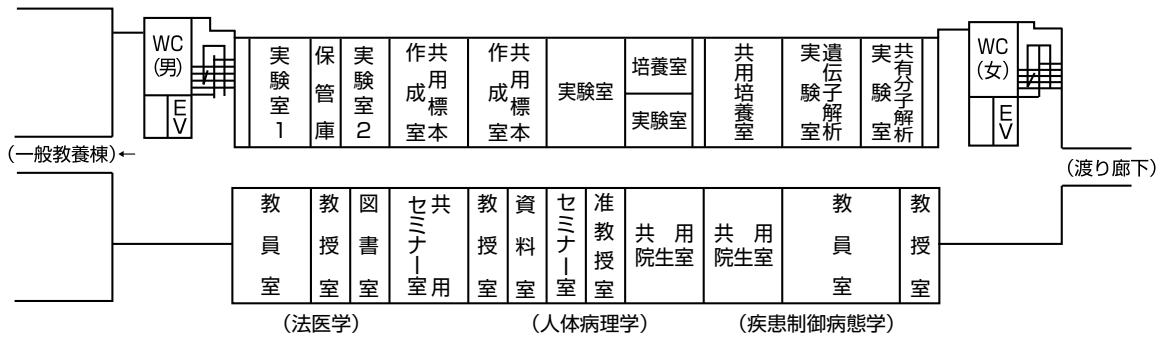 WC
(男)
EV
実験室1
保管庫
実験室2
共用標本
作成室
共用標本
作成室
実験室
培養室
実験室
共用培養室
遺伝子解析
実験室
共有分子解析
実験室
WC
(女)
EV
(一般教養棟)←
(渡り廊下)
教員室
教授室
図書室
共用
セミナー室
教授室
資料室
セミナー室
准教授室
共用
院生室
共用
院生室
教員室
教授室
(法医学)
(人体病理学)
(疾患制御病態学)